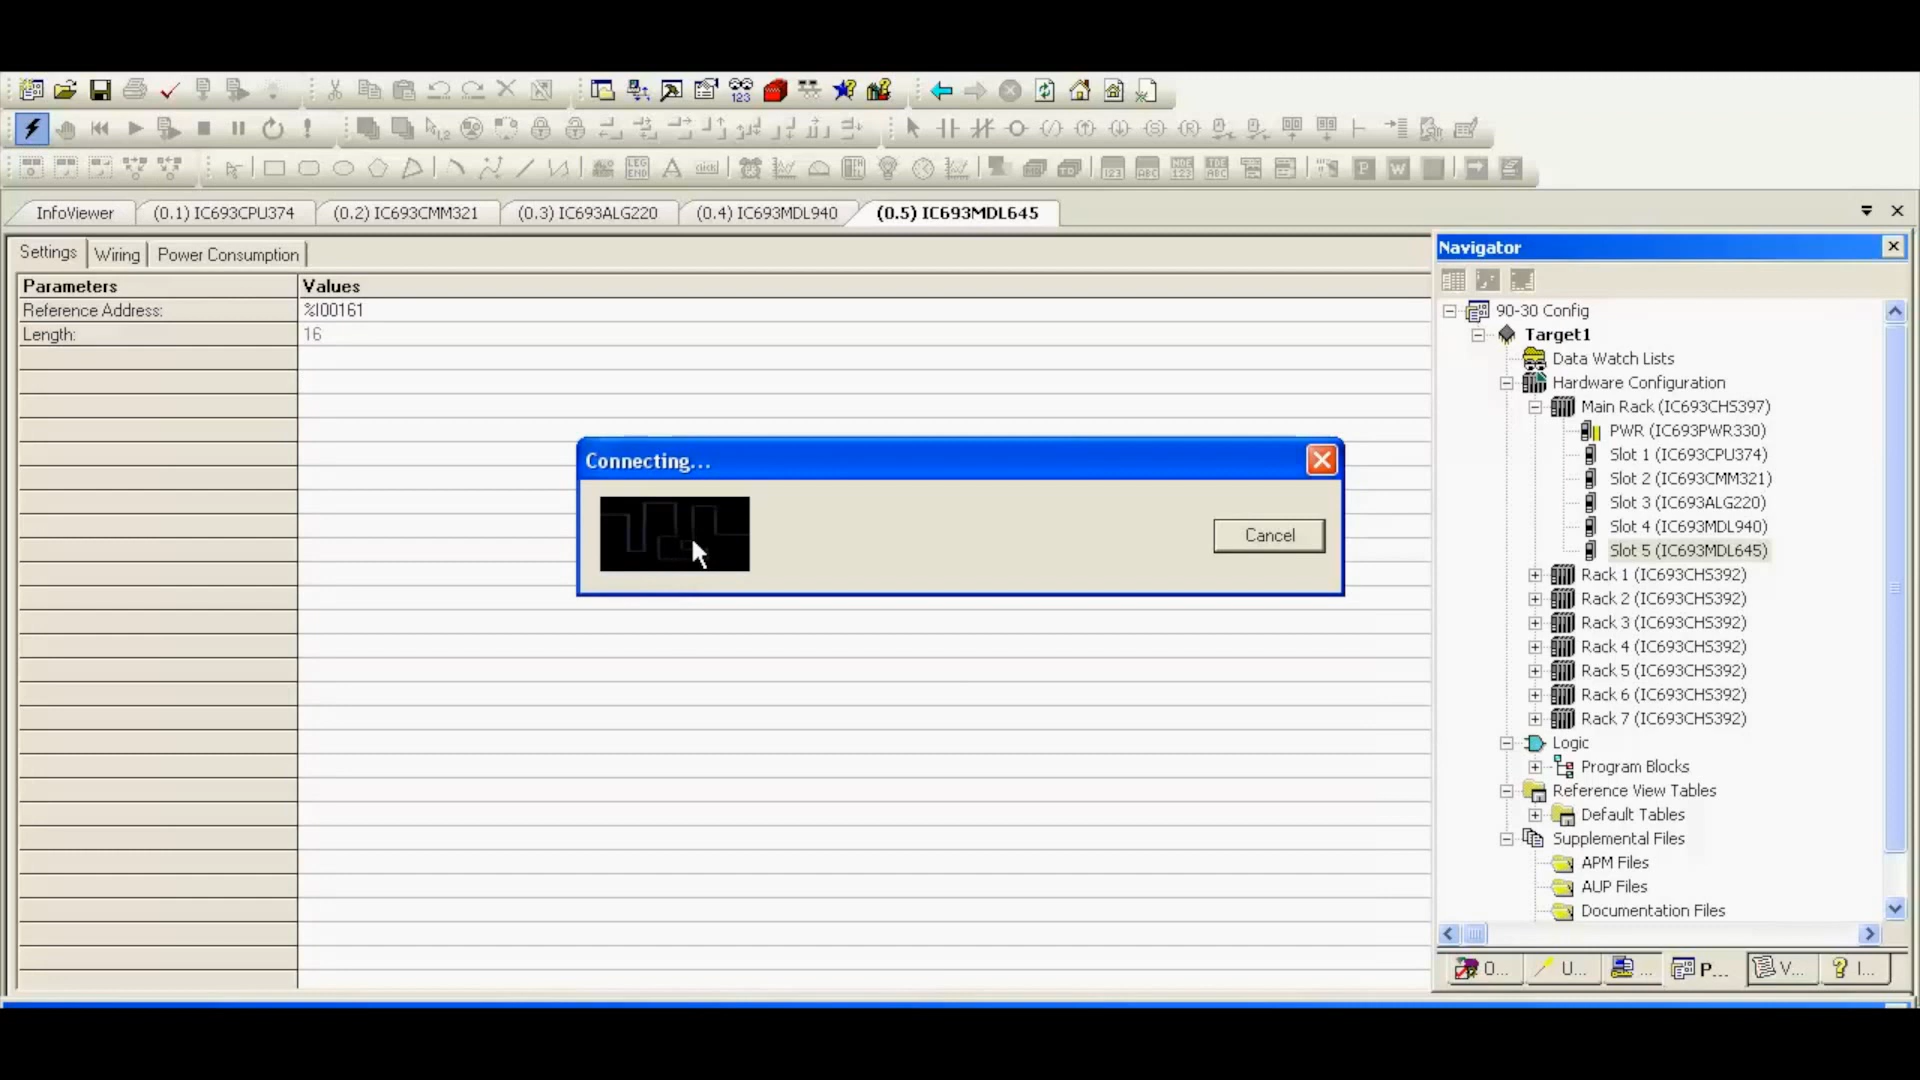 InfoViewer (0.1) IC693CPU374 (0.2) IC693CMM321 (0.3) IC693ALG220 (0.4) IC693MDL940 (0.5) IC693MDL645
Settings Wiring Power Consumption
Parameters Values
Reference Address: %I00161
Length: 16
Connecting...
Cancel
Navigator
90-30 Config
Target1
Data Watch Lists
Hardware Configuration
Main Rack (IC693CHS397)
PWR (IC693PWR330)
Slot 1 (IC693CPU374)
Slot 2 (IC693CMM321)
Slot 3 (IC693ALG220)
Slot 4 (IC693MDL940)
Slot 5 (IC693MDL645)
Rack 1 (IC693CHS392)
Rack 2 (IC693CHS392)
Rack 3 (IC693CHS392)
Rack 4 (IC693CHS392)
Rack 5 (IC693CHS392)
Rack 6 (IC693CHS392)
Rack 7 (IC693CHS392)
Logic
Program Blocks
Reference View Tables
Default Tables
Supplemental Files
APM Files
AUP Files
Documentation Files
O... U... ... P... V... I...